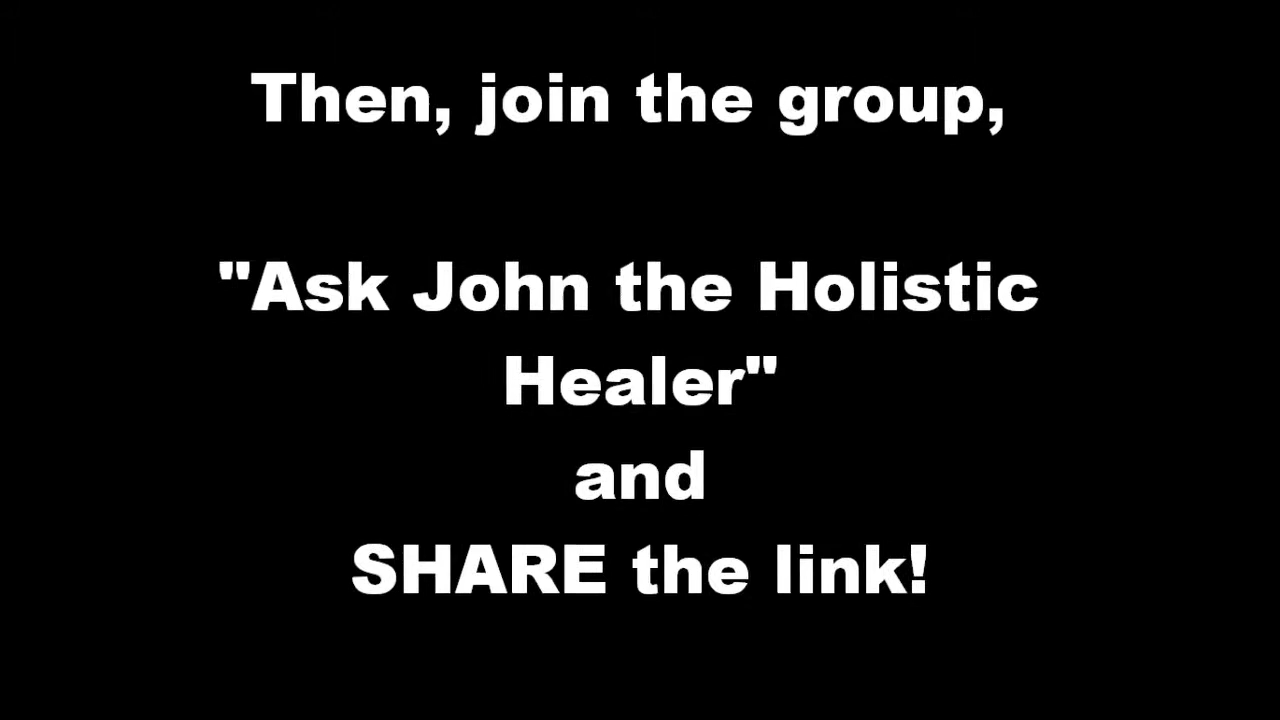 Then, join the group,
"Ask John the Holistic
Healer"
and
SHARE the link!